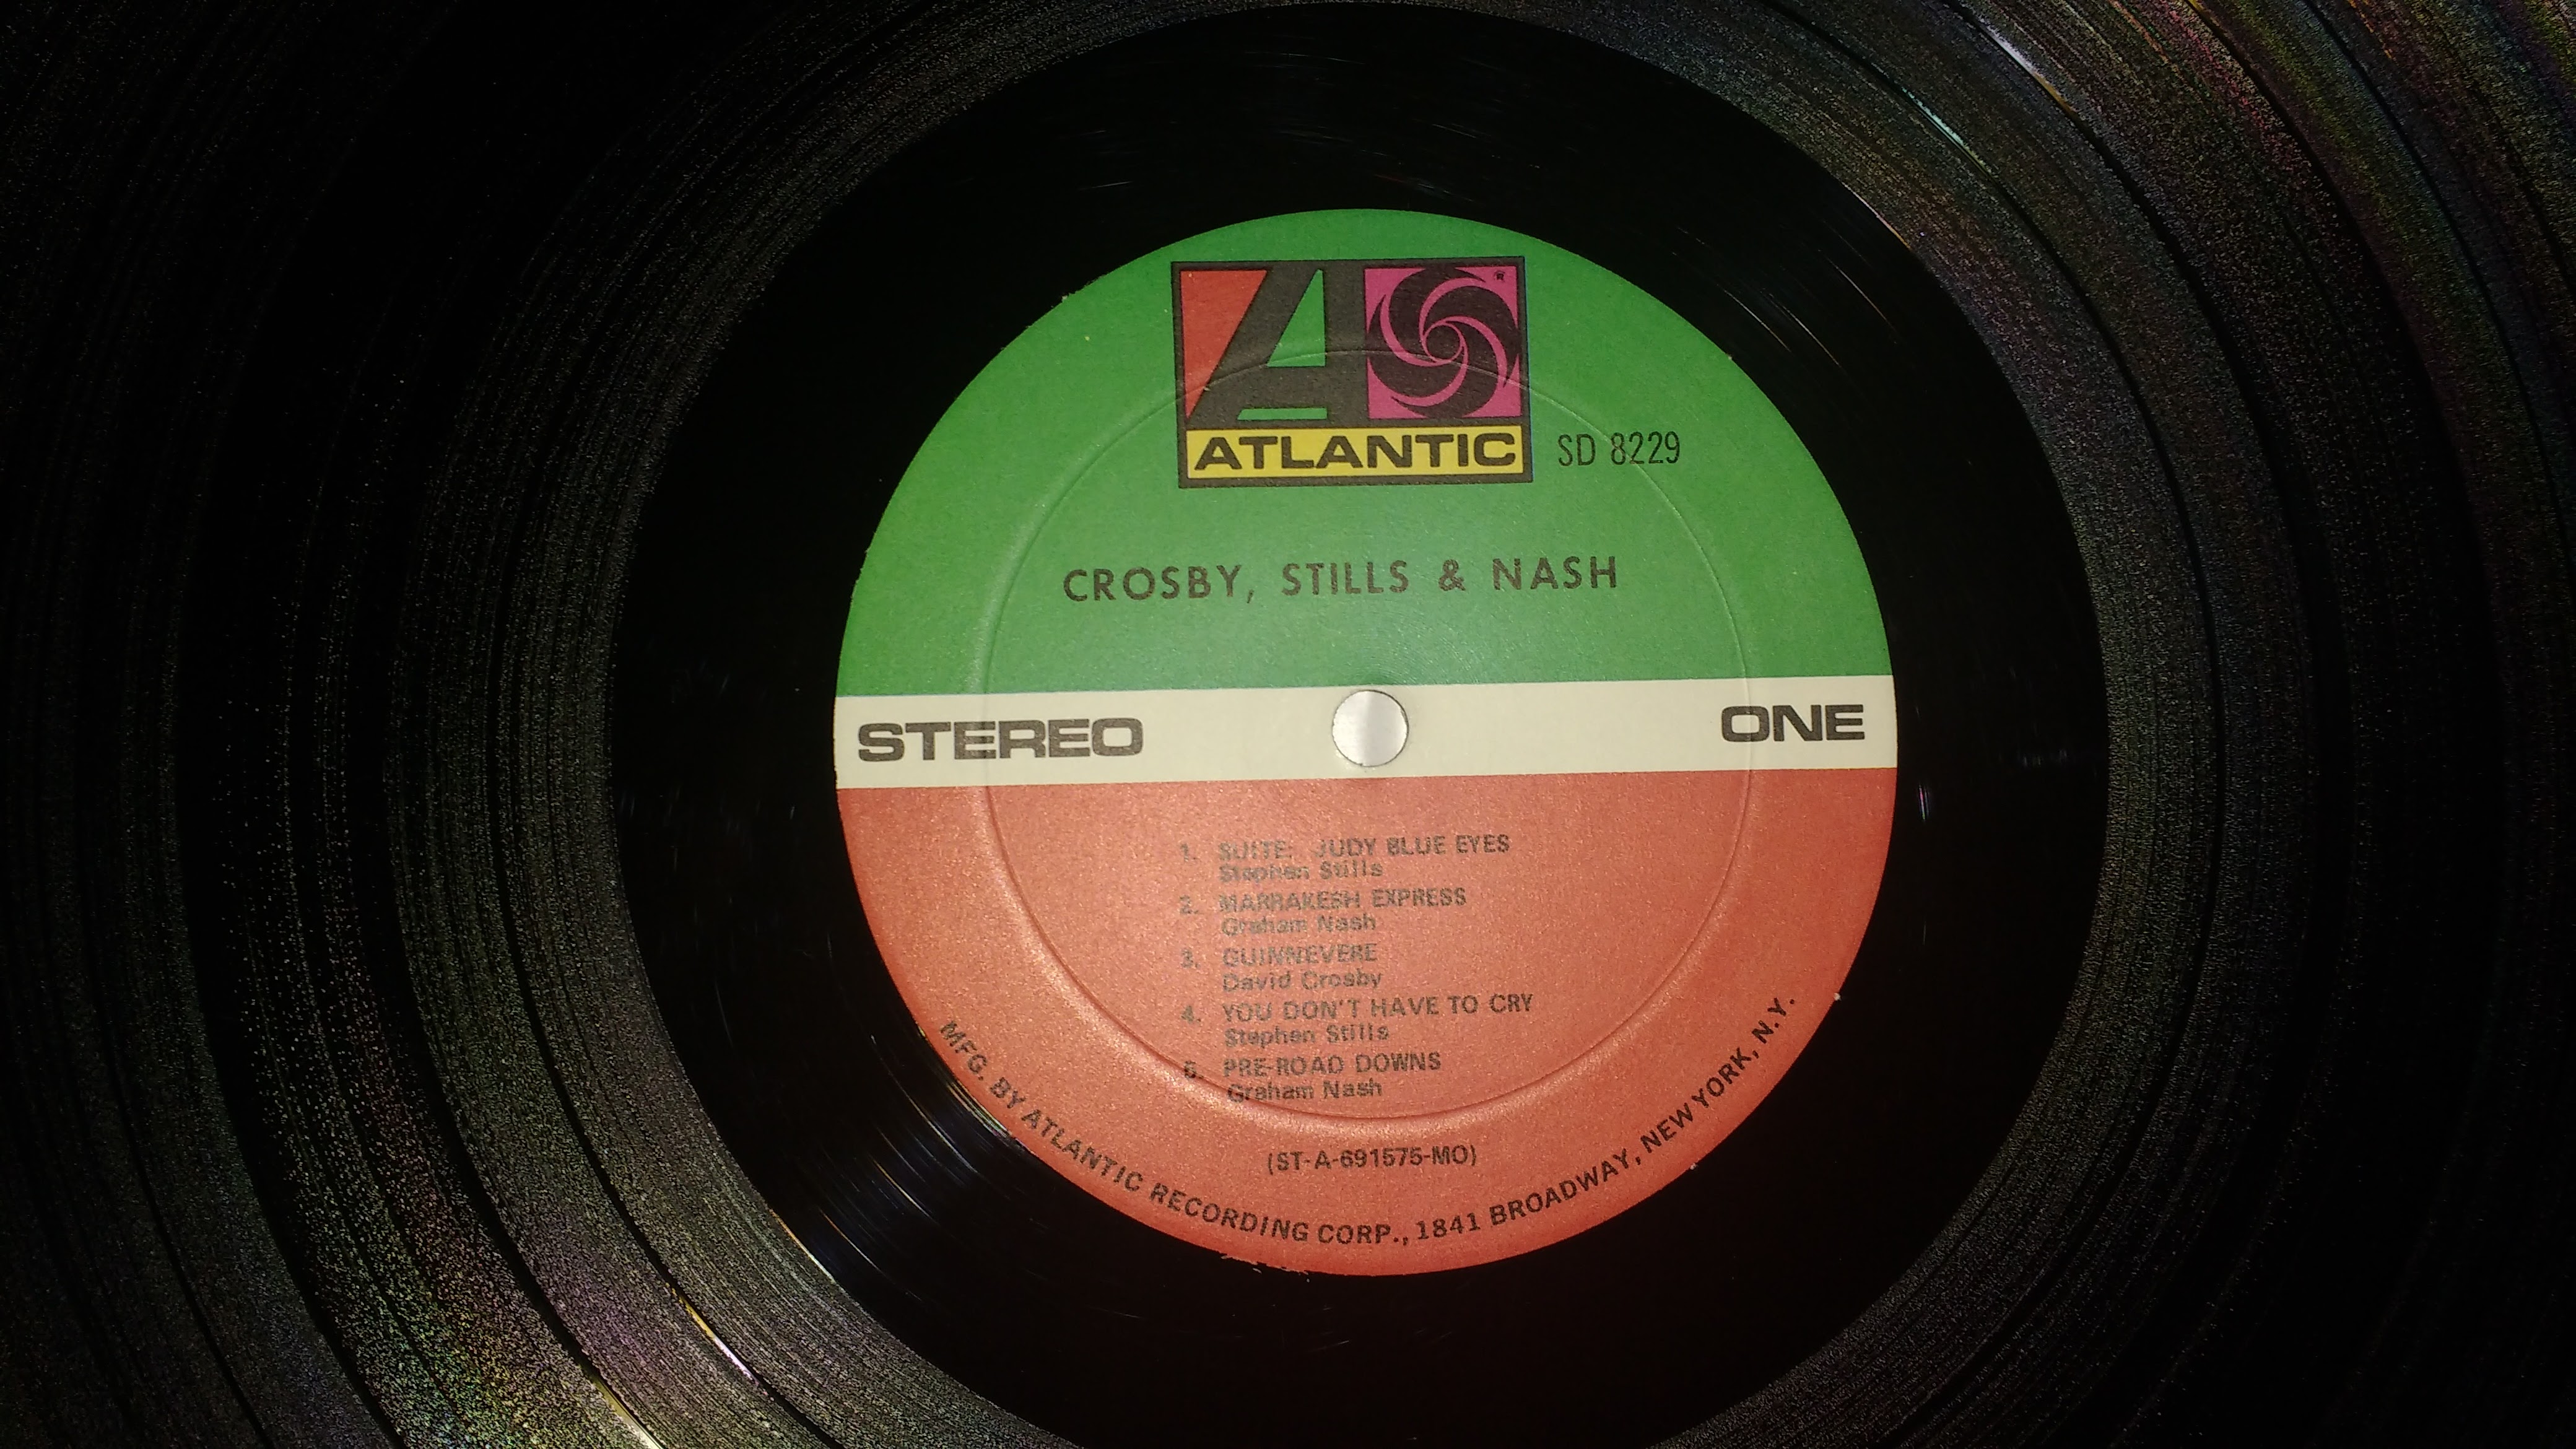 ATLANTIC
SD 8229
CROSBY, STILLS & NASH
STEREO
ONE
1. SUITE: JUDY BLUE EYES
Stephen Stills
2. MARRAKESH EXPRESS
Graham Nash
3. GUINNEVERE
David Crosby
4. YOU DON'T HAVE TO CRY
Stephen Stills
5. PRE-ROAD DOWNS
Graham Nash
(ST-A-691575-MO)
MFG. BY ATLANTIC RECORDING CORP., 1841 BROADWAY, NEW YORK, N.Y.